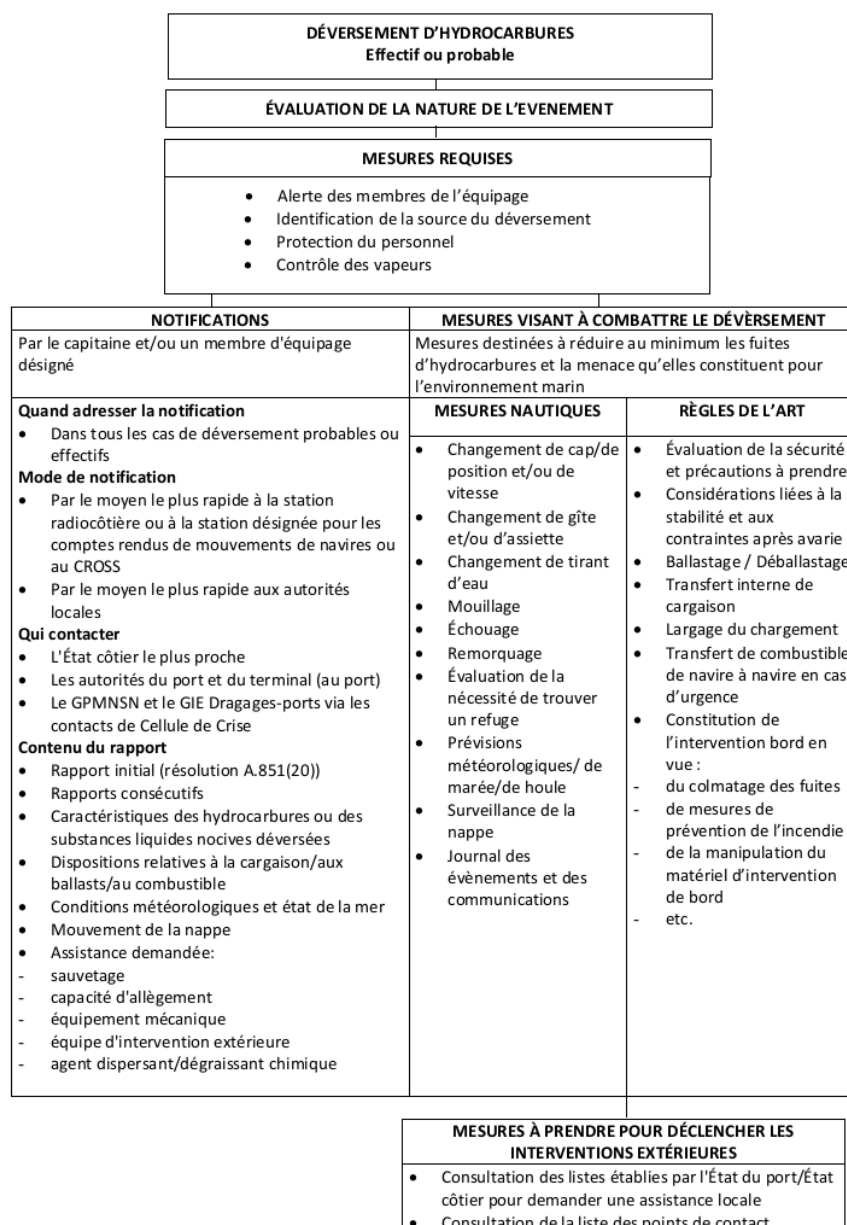 DÉVERSEMENT D'HYDROCARBURES
Effectif ou probable
ÉVALUATION DE LA NATURE DE L'EVENEMENT
MESURES REQUISES
• Alerte des membres de l'équipage
• Identification de la source du déversement
• Protection du personnel
• Contrôle des vapeurs
NOTIFICATIONS
Par le capitaine et/ou un membre d'équipage
désigné
Quand adresser la notification
• Dans tous les cas de déversement probables ou
effectifs
Mode de notification
• Par le moyen le plus rapide à la station
radiocôtière ou à la station désignée pour les
comptes rendus de mouvements de navires ou
au CROSS
• Par le moyen le plus rapide aux autorités
locales
Qui contacter
• L'État côtier le plus proche
• Les autorités du port et du terminal (au port)
• Le GPMNSN et le GIE Dragages-ports via les
contacts de Cellule de Crise
Contenu du rapport
• Rapport initial (résolution A.851(20))
• Rapports consécutifs
• Caractéristiques des hydrocarbures ou des
substances liquides nocives déversées
• Dispositions relatives à la cargaison/aux
ballasts/au combustible
• Conditions météorologiques et état de la mer
• Mouvement de la nappe
• Assistance demandée:
- sauvetage
- capacité d'allègement
- équipement mécanique
- équipe d'intervention extérieure
- agent dispersant/dégraissant chimique
MESURES VISANT À COMBATTRE LE DÉVÈRSEMENT
Mesures destinées à réduire au minimum les fuites
d'hydrocarbures et la menace qu'elles constituent pour
l'environnement marin
MESURES NAUTIQUES
• Changement de cap/de
position et/ou de
vitesse
• Changement de gîte
et/ou d'assiette
• Changement de tirant
d'eau
• Mouillage
• Échouage
• Remorquage
• Évaluation de la
nécessité de trouver
un refuge
• Prévisions
météorologiques/ de
marée/de houle
• Surveillance de la
nappe
• Journal des
évènements et des
communications
RÈGLES DE L'ART
• Évaluation de la sécurité
et précautions à prendre
• Considérations liées à la
stabilité et aux
contraintes après avarie
• Ballastage / Déballastage
• Transfert interne de
cargaison
• Largage du chargement
• Transfert de combustible
de navire à navire en cas
d'urgence
• Constitution de
l'intervention bord en
vue :
- du colmatage des fuites
- de mesures de
prévention de l'incendie
- de la manipulation du
matériel d'intervention
de bord
- etc.
MESURES À PRENDRE POUR DÉCLENCHER LES
INTERVENTIONS EXTÉRIEURES
• Consultation des listes établies par l'État du port/État
côtier pour demander une assistance locale
• Consultation de la liste des points de contact